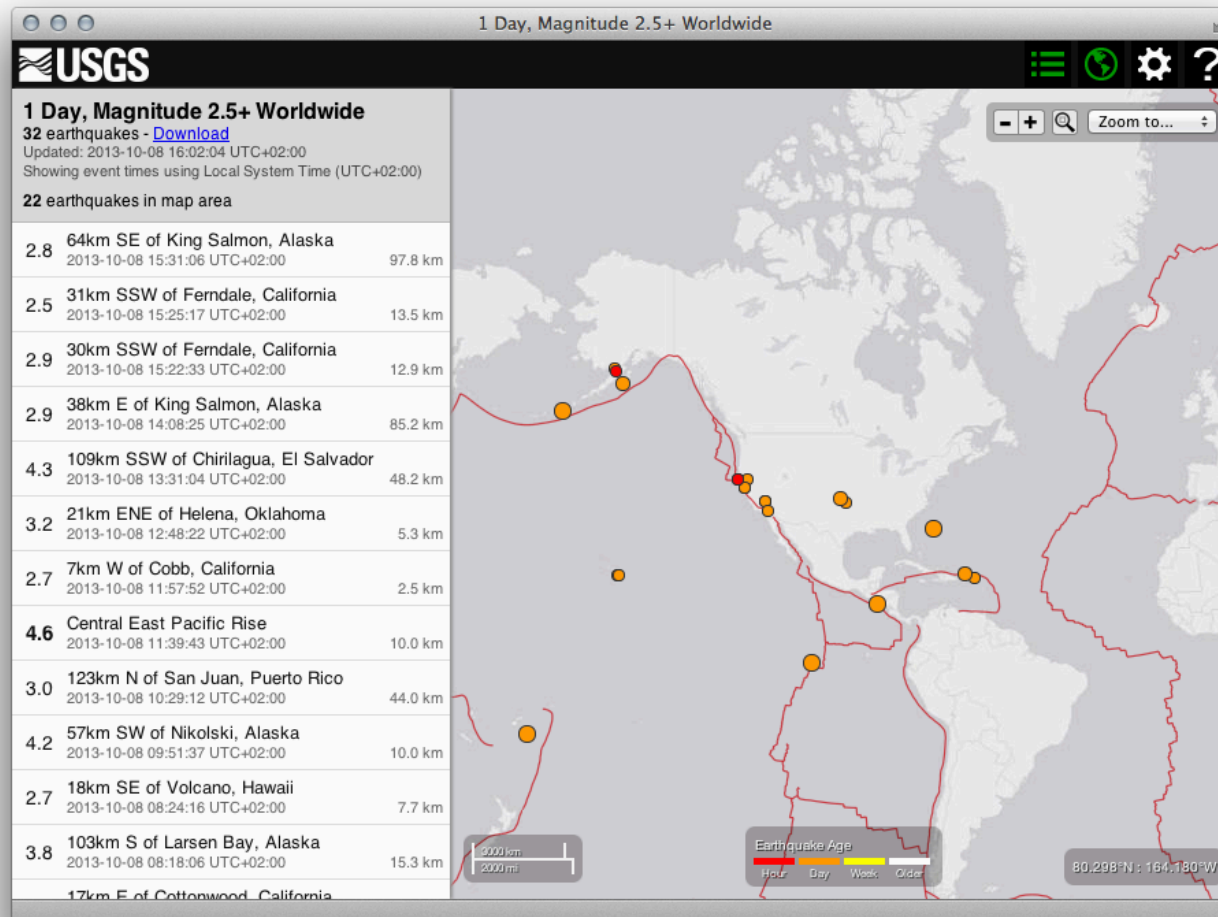 1 Day, Magnitude 2.5+ Worldwide
USGS
?
1 Day, Magnitude 2.5+ Worldwide
32 earthquakes - Download
Updated: 2013-10-08 16:02:04 UTC+02:00
Showing event times using Local System Time (UTC+02:00)
22 earthquakes in map area
- + Zoom to...
2.8 64km SE of King Salmon, Alaska
2013-10-08 15:31:06 UTC+02:00 97.8 km
2.5 31km SSW of Ferndale, California
2013-10-08 15:25:17 UTC+02:00 13.5 km
2.9 30km SSW of Ferndale, California
2013-10-08 15:22:33 UTC+02:00 12.9 km
2.9 38km E of King Salmon, Alaska
2013-10-08 14:08:25 UTC+02:00 85.2 km
4.3 109km SSW of Chirilagua, El Salvador
2013-10-08 13:31:04 UTC+02:00 48.2 km
3.2 21km ENE of Helena, Oklahoma
2013-10-08 12:48:22 UTC+02:00 5.3 km
2.7 7km W of Cobb, California
2013-10-08 11:57:52 UTC+02:00 2.5 km
4.6 Central East Pacific Rise
2013-10-08 11:39:43 UTC+02:00 10.0 km
3.0 123km N of San Juan, Puerto Rico
2013-10-08 10:29:12 UTC+02:00 44.0 km
4.2 57km SW of Nikolski, Alaska
2013-10-08 09:51:37 UTC+02:00 10.0 km
2.7 18km SE of Volcano, Hawaii
2013-10-08 08:24:16 UTC+02:00 7.7 km
3.8 103km S of Larsen Bay, Alaska
2013-10-08 08:18:06 UTC+02:00 15.3 km
17km E of Cottonwood, California
3000 km
2000 mi
Earthquake Age
Hour Day Week Older
80.298°N : 164.180°W